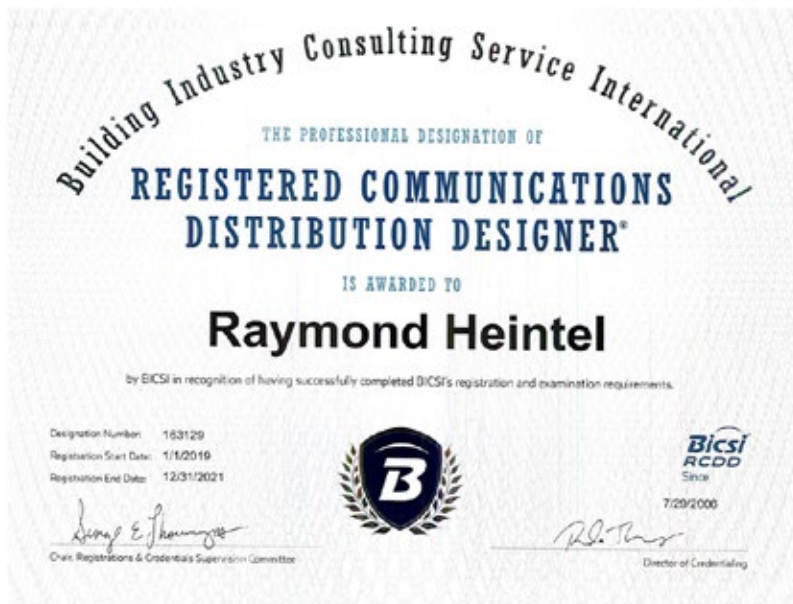 Building Industry Consulting Service International
THE PROFESSIONAL DESIGNATION OF
REGISTERED COMMUNICATIONS
DISTRIBUTION DESIGNER®
IS AWARDED TO
Raymond Heintel
by BICSI in recognition of having successfully completed BICSI's registration and examination requirements.
Designation Number: 163129
Registration Start Date: 1/1/2019
Registration End Date: 12/31/2021
B
Bicsi
RCDD
Since
Chair, Registrations & Credentials Supervision Committee
Director of Credentialing